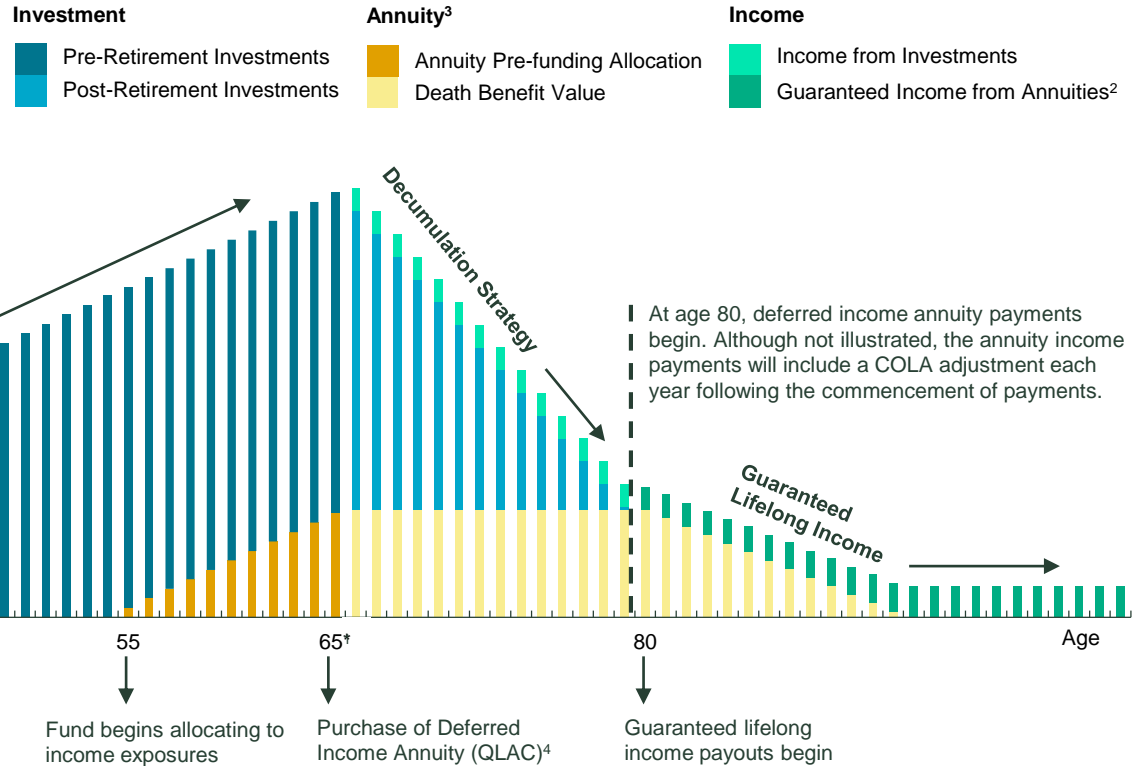 Investment
Pre-Retirement Investments
Post-Retirement Investments
Annuity³
Annuity Pre-funding Allocation
Death Benefit Value
Income
Income from Investments
Guaranteed Income from Annuities²
Decumulation Strategy
At age 80, deferred income annuity payments
begin. Although not illustrated, the annuity income
payments will include a COLA adjustment each
year following the commencement of payments.
Guaranteed
Lifelong Income
55
65*
80
Age
Fund begins allocating to
income exposures
Purchase of Deferred
Income Annuity (QLAC)⁴
Guaranteed lifelong
income payouts begin